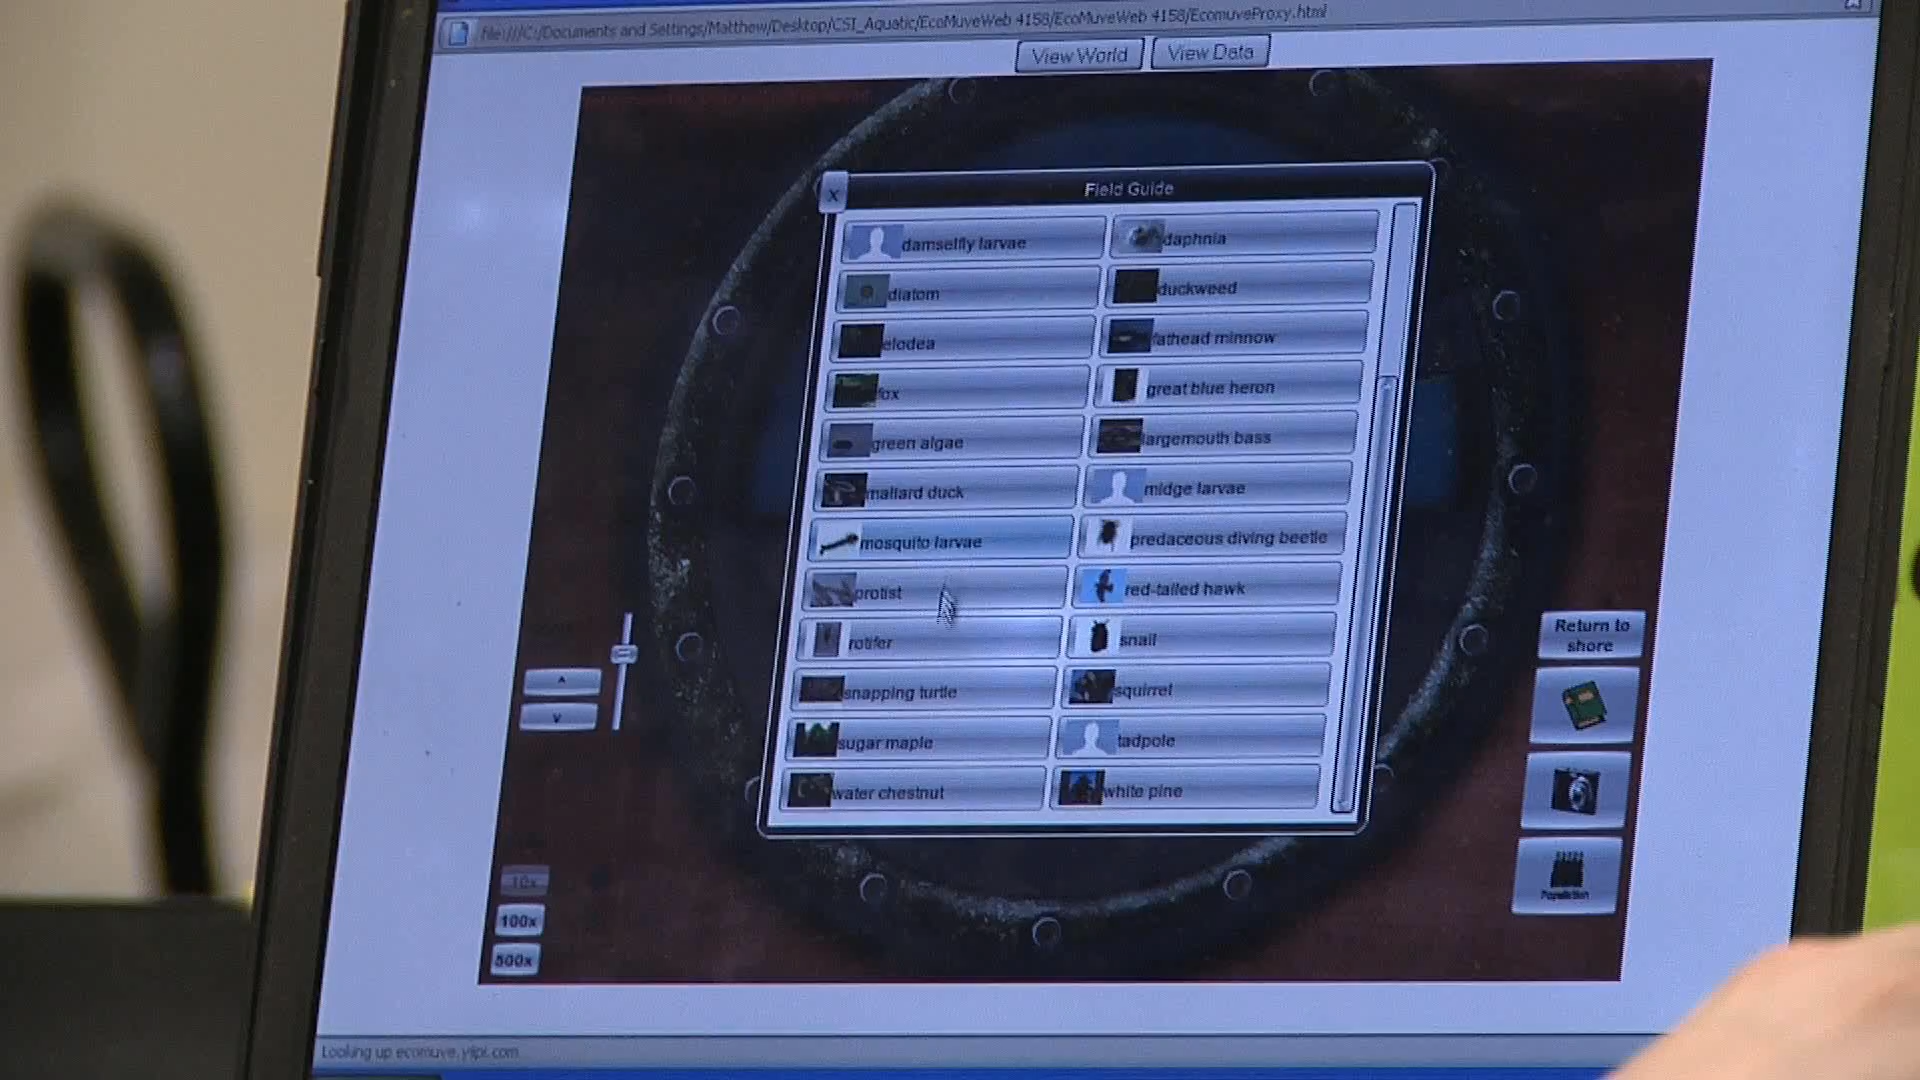 file:///C:/Documents and Settings/Matthew/Desktop/CSI_Aquatic/EcoMuveWeb 4158/EcoMuveWeb 4158/EcomuveProxy.html
View World View Data
x Field Guide
damselfly larvae daphnia
diatom duckweed
elodea fathead minnow
fox great blue heron
green algae largemouth bass
mallard duck midge larvae
mosquito larvae predaceous diving beetle
protist red-tailed hawk
rotifer snail
snapping turtle squirrel
sugar maple tadpole
water chestnut white pine
Return to
shore
Population
10x
100x
500x
Looking up ecomuve.yijpi.com